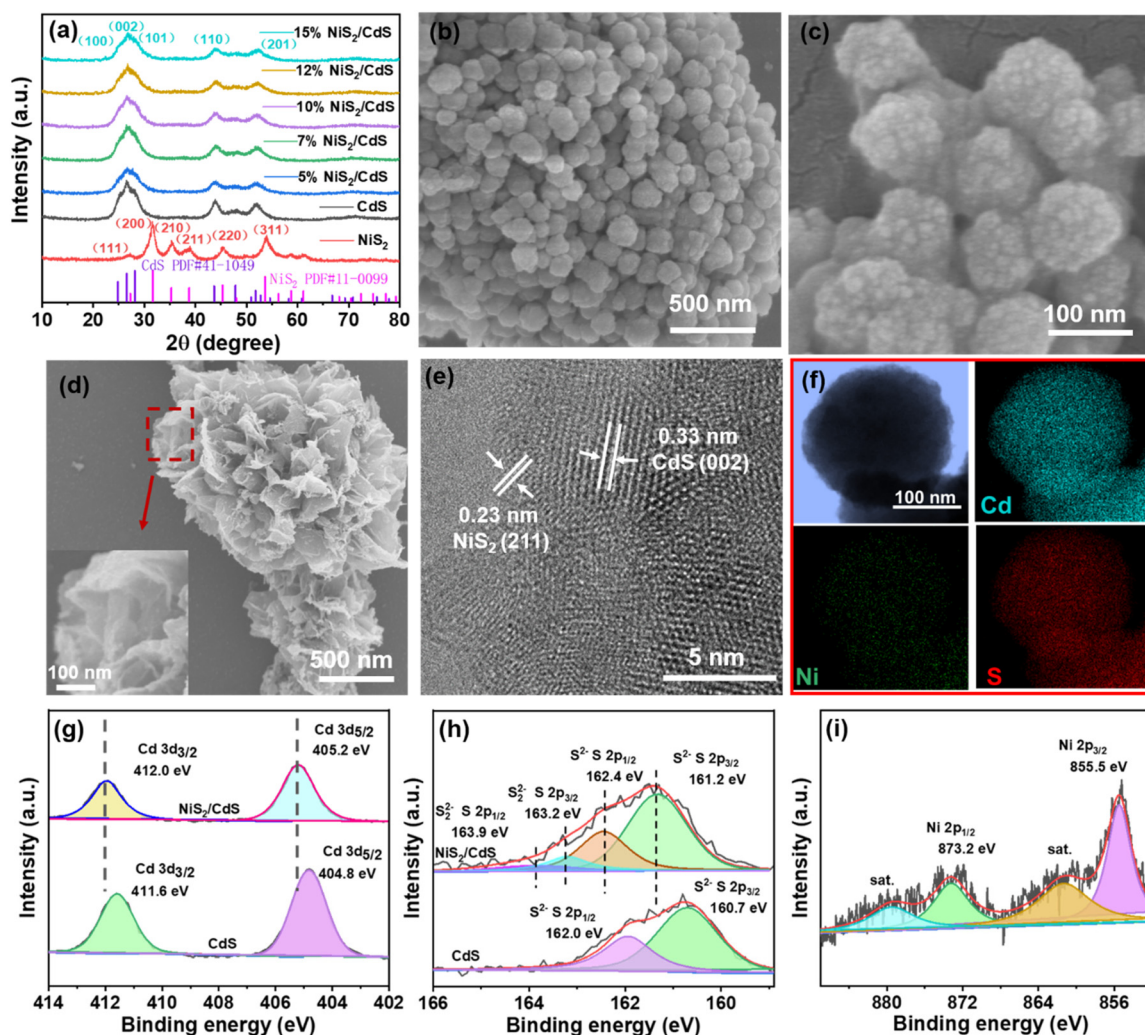 (a)
(002)
(100)
(101)
(110)
(201)
15% NiS₂/CdS
12% NiS₂/CdS
10% NiS₂/CdS
7% NiS₂/CdS
5% NiS₂/CdS
CdS
(200)
(210)
(111)
(211)
(220)
(311)
NiS₂
CdS PDF#41-1049
NiS₂ PDF#11-0099
10 20 30 40 50 60 70 80
2θ (degree)
Intensity (a.u.)
(b)
500 nm
(c)
100 nm
(d)
100 nm
500 nm
(e)
0.33 nm
CdS (002)
0.23 nm
NiS₂ (211)
5 nm
(f)
100 nm
Cd
Ni
S
(g)
Cd 3d₃/₂
412.0 eV
Cd 3d₅/₂
405.2 eV
NiS₂/CdS
Cd 3d₃/₂
411.6 eV
Cd 3d₅/₂
404.8 eV
CdS
414 412 410 408 406 404 402
Binding energy (eV)
Intensity (a.u.)
(h)
S²⁻ S 2p₁/₂
162.4 eV
S²⁻ S 2p₃/₂
161.2 eV
S₂²⁻ S 2p₃/₂
163.2 eV
S₂²⁻ S 2p₁/₂
163.9 eV
NiS₂/CdS
S²⁻ S 2p₃/₂
160.7 eV
S²⁻ S 2p₁/₂
162.0 eV
CdS
166 164 162 160
Binding energy (eV)
Intensity (a.u.)
(i)
Ni 2p₃/₂
855.5 eV
Ni 2p₁/₂
873.2 eV
sat.
sat.
880 872 864 856
Binding energy (eV)
Intensity (a.u.)